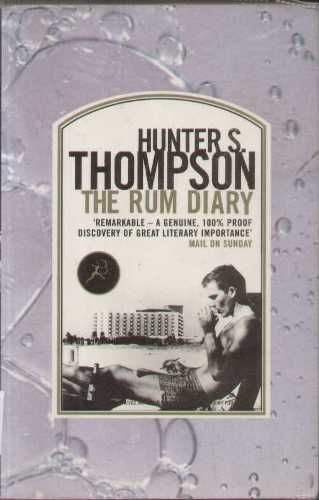 HUNTER S.
THOMPSON
THE RUM DIARY
'REMARKABLE – A GENUINE, 100% PROOF
DISCOVERY OF GREAT LITERARY IMPORTANCE'
MAIL ON SUNDAY